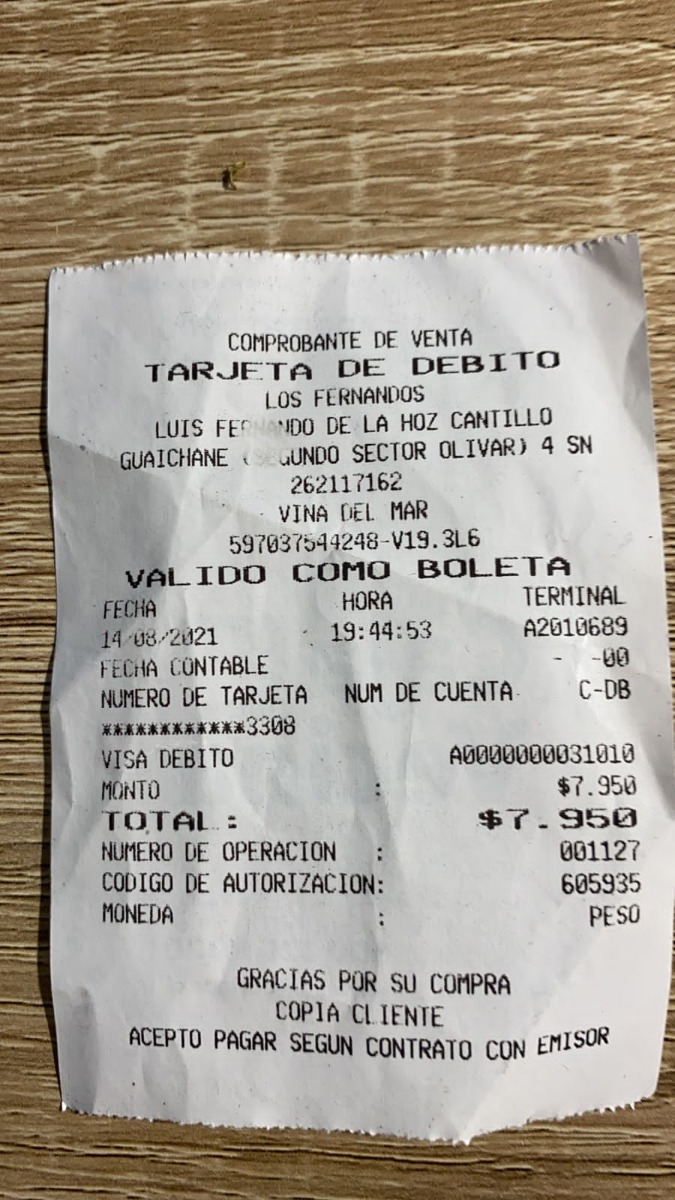 COMPROBANTE DE VENTA
TARJETA DE DEBITO
LOS FERNANDOS
LUIS FERNANDO DE LA HOZ CANTILLO
GUAICHANE (SEGUNDO SECTOR OLIVAR) 4 SN
262117162
VINA DEL MAR
597037544248-V19.3L6
VALIDO COMO BOLETA
FECHA HORA TERMINAL
14/08/2021 19:44:53 A2010689
FECHA CONTABLE - -00
NUMERO DE TARJETA NUM DE CUENTA C-DB
************3308
VISA DEBITO A0000000031010
MONTO : $7.950
TOTAL : $7.950
NUMERO DE OPERACION : 001127
CODIGO DE AUTORIZACION: 605935
MONEDA : PESO
GRACIAS POR SU COMPRA
COPIA CLIENTE
ACEPTO PAGAR SEGUN CONTRATO CON EMISOR